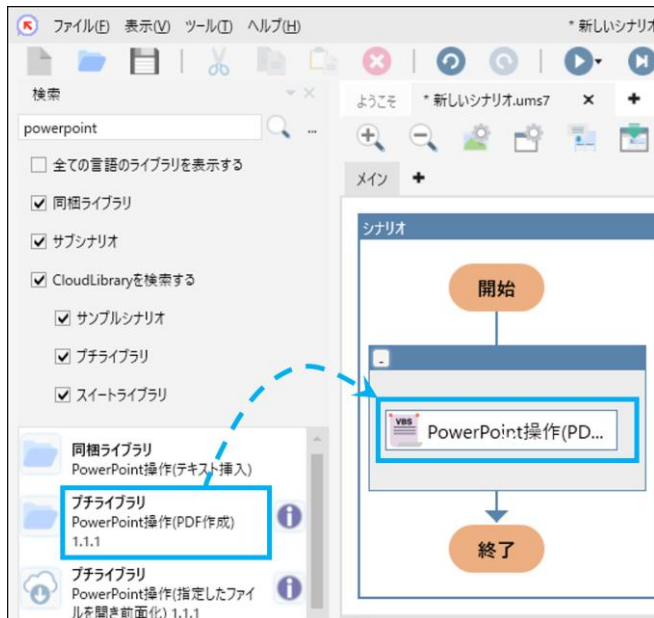 ファイル(F) 表示(V) ツール(T) ヘルプ(H)
* 新しいシナリオ
検索
powerpoint
...
全ての言語のライブラリを表示する
同梱ライブラリ
サブシナリオ
CloudLibraryを検索する
サンプルシナリオ
プチライブラリ
スイートライブラリ
同梱ライブラリ
PowerPoint操作(テキスト挿入)
プチライブラリ
PowerPoint操作(PDF作成)
1.1.1
プチライブラリ
PowerPoint操作(指定したファイ
ルを開き前面化) 1.1.1
ようこそ * 新しいシナリオ.ums7
メイン
シナリオ
開始
VBS
PowerPoint操作(PD...
終了